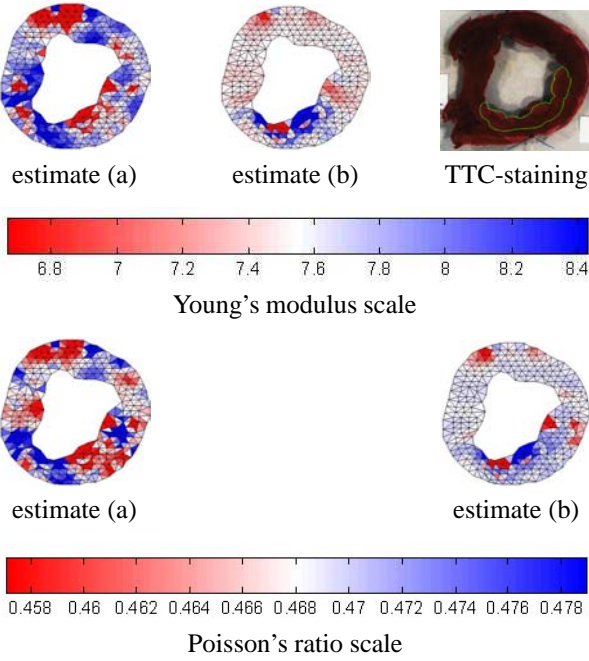 estimate (a) estimate (b) TTC-staining
6.8 7 7.2 7.4 7.6 7.8 8 8.2 8.4
Young's modulus scale
estimate (a) estimate (b)
0.458 0.46 0.462 0.464 0.466 0.468 0.47 0.472 0.474 0.476 0.478
Poisson's ratio scale